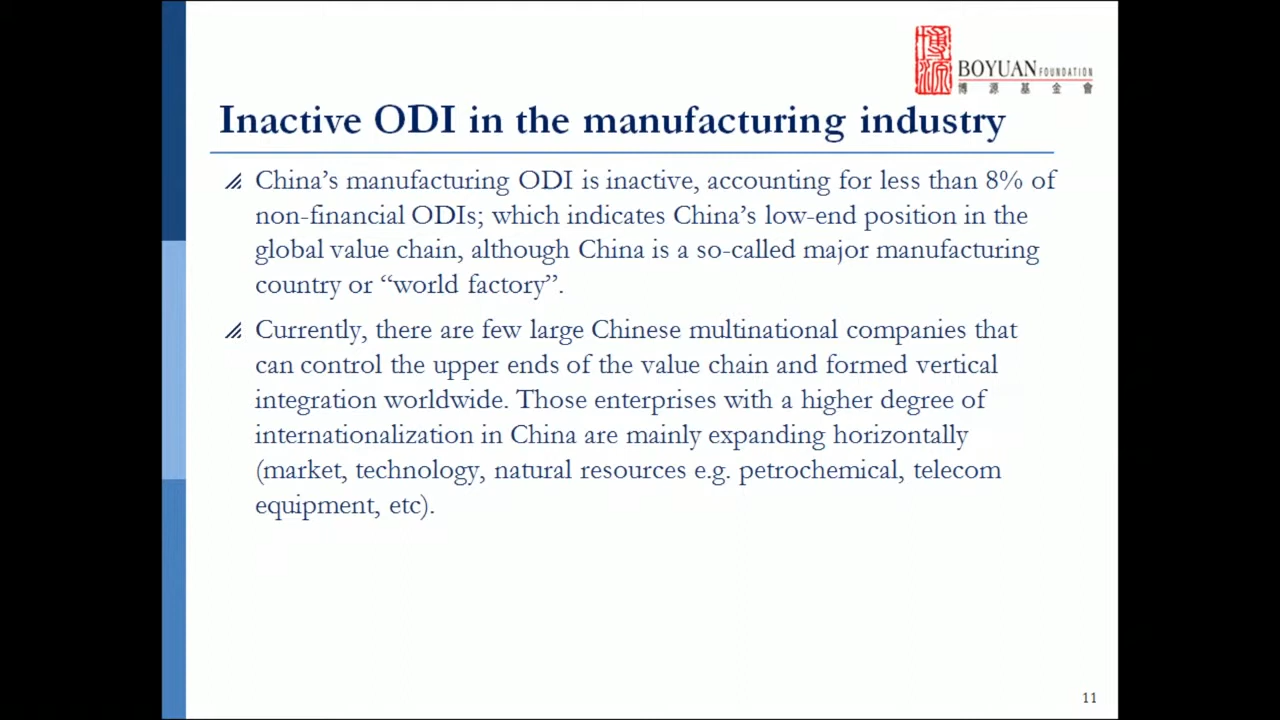 博源
BOYUAN FOUNDATION
博源基金會
Inactive ODI in the manufacturing industry
China’s manufacturing ODI is inactive, accounting for less than 8% of
non-financial ODIs; which indicates China’s low-end position in the
global value chain, although China is a so-called major manufacturing
country or “world factory”.
Currently, there are few large Chinese multinational companies that
can control the upper ends of the value chain and formed vertical
integration worldwide. Those enterprises with a higher degree of
internationalization in China are mainly expanding horizontally
(market, technology, natural resources e.g. petrochemical, telecom
equipment, etc).
11